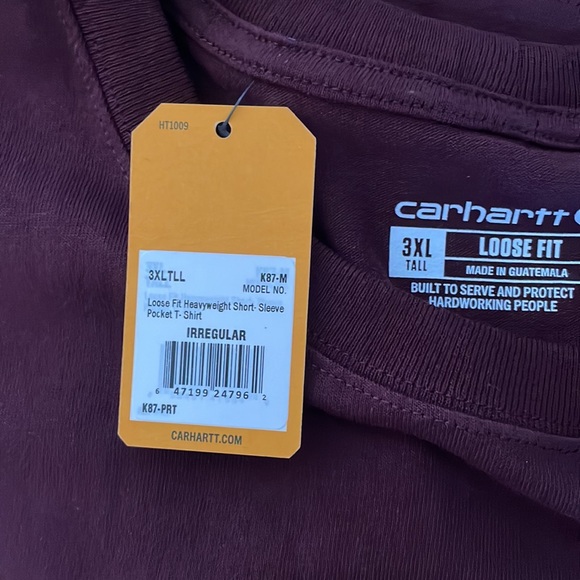 HT1009
3XLTLL K87-M
MODEL NO.
Loose Fit Heavyweight Short- Sleeve
Pocket T- Shirt
IRREGULAR
6 47199 24796 2
K87-PRT
CARHARTT.COM
carhartt
3XL
TALL
LOOSE FIT
MADE IN GUATEMALA
BUILT TO SERVE AND PROTECT
HARDWORKING PEOPLE